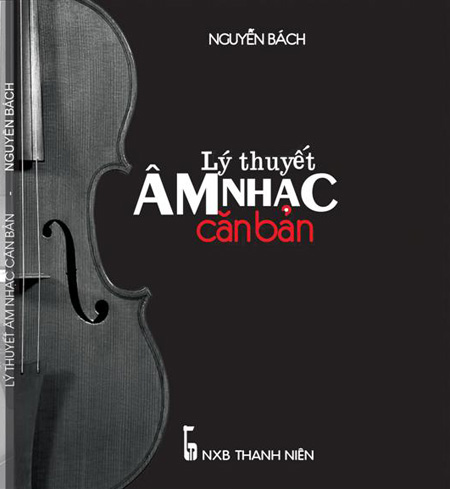 NGUYỄN BÁCH
Lý thuyết
ÂM NHẠC
căn bản
NXB THANH NIÊN
LÝ THUYẾT ÂM NHẠC CĂN BẢN - NGUYỄN BÁCH